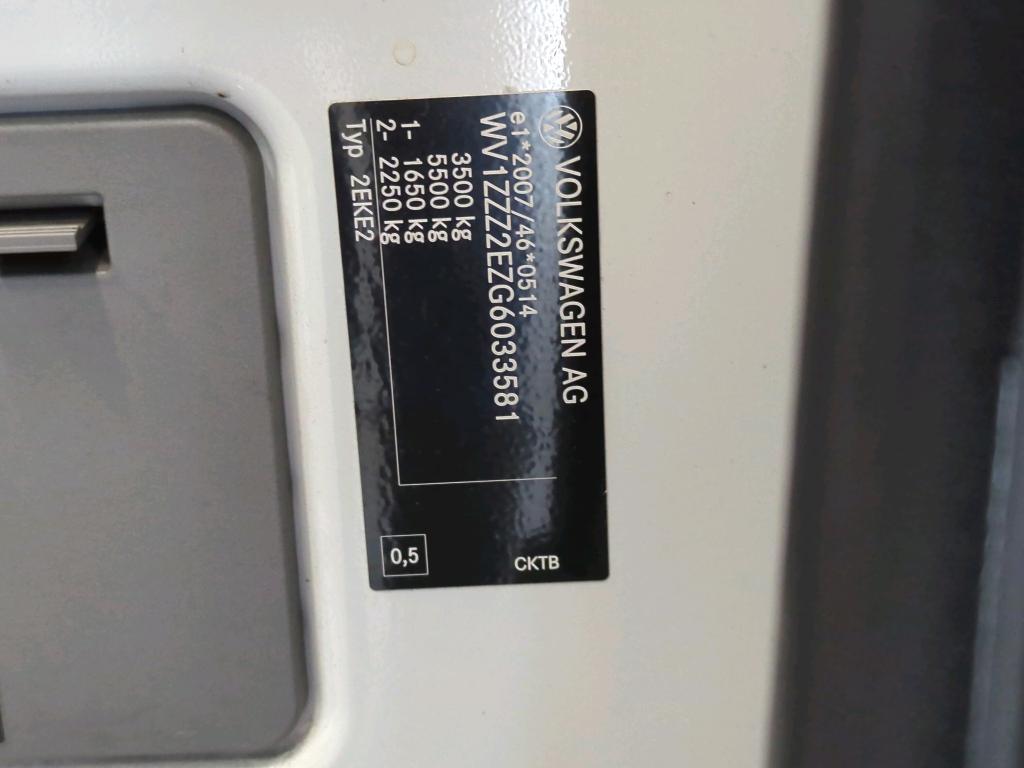 VOLKSWAGEN AG
e1*2007/46*0514
WV1ZZZ2EZG6033581
3500 kg
5500 kg
1- 1650 kg
2- 2250 kg
Typ 2EKE2
CKTB
0,5